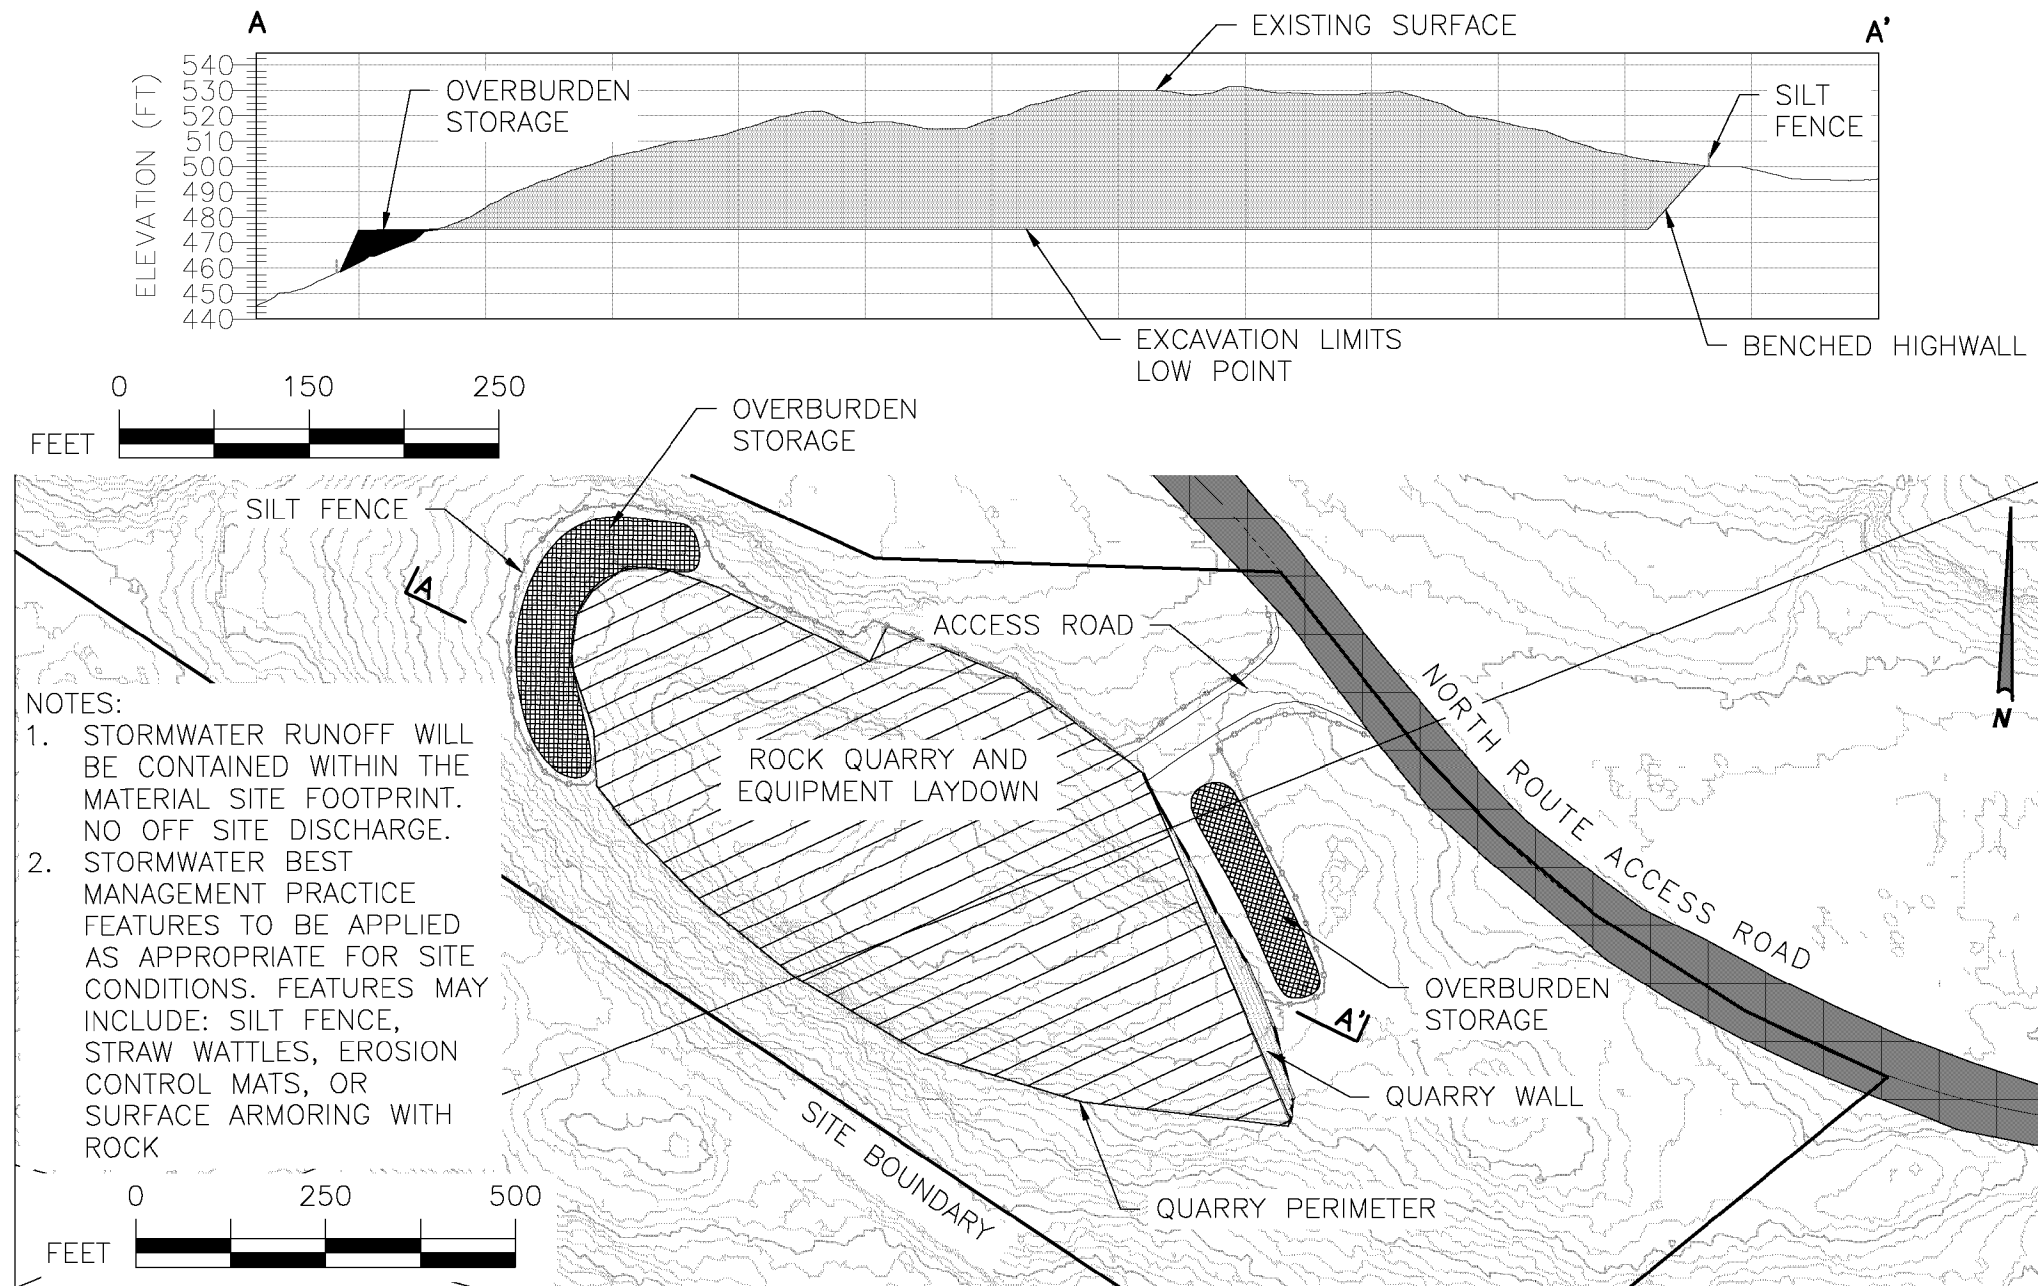 A
A'
EXISTING SURFACE
540
530
520
510
500
490
480
470
460
450
440
ELEVATION (FT)
OVERBURDEN
STORAGE
SILT
FENCE
EXCAVATION LIMITS
LOW POINT
BENCHED HIGHWALL
0 150 250
FEET
OVERBURDEN
STORAGE
SILT FENCE
A
ACCESS ROAD
NORTH ROUTE ACCESS ROAD
N
ROCK QUARRY AND
EQUIPMENT LAYDOWN
NOTES:
1. STORMWATER RUNOFF WILL
BE CONTAINED WITHIN THE
MATERIAL SITE FOOTPRINT.
NO OFF SITE DISCHARGE.
2. STORMWATER BEST
MANAGEMENT PRACTICE
FEATURES TO BE APPLIED
AS APPROPRIATE FOR SITE
CONDITIONS. FEATURES MAY
INCLUDE: SILT FENCE,
STRAW WATTLES, EROSION
CONTROL MATS, OR
SURFACE ARMORING WITH
ROCK
OVERBURDEN
STORAGE
A'
QUARRY WALL
SITE BOUNDARY
QUARRY PERIMETER
0 250 500
FEET